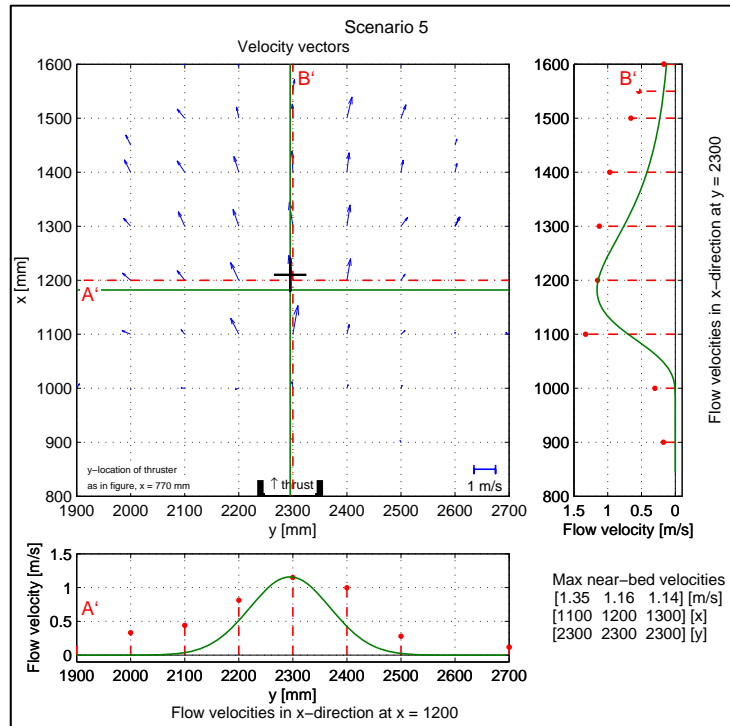 Scenario 5
Velocity vectors
1600
1500
1400
1300
1200
1100
1000
900
800
x [mm]
B'
A'
y-location of thruster
as in figure, x = 770 mm
↑ thrust
1 m/s
1900 2000 2100 2200 2300 2400 2500 2600 2700
y [mm]
1600
1500
1400
1300
1200
1100
1000
900
800
B'
1.5 1 0.5 0
Flow velocity [m/s]
Flow velocities in x-direction at y = 2300
1.5
1
0.5
0
Flow velocity [m/s]
A'
1900 2000 2100 2200 2300 2400 2500 2600 2700
y [mm]
Flow velocities in x-direction at x = 1200
Max near-bed velocities
[1.35 1.16 1.14] [m/s]
[1100 1200 1300] [x]
[2300 2300 2300] [y]